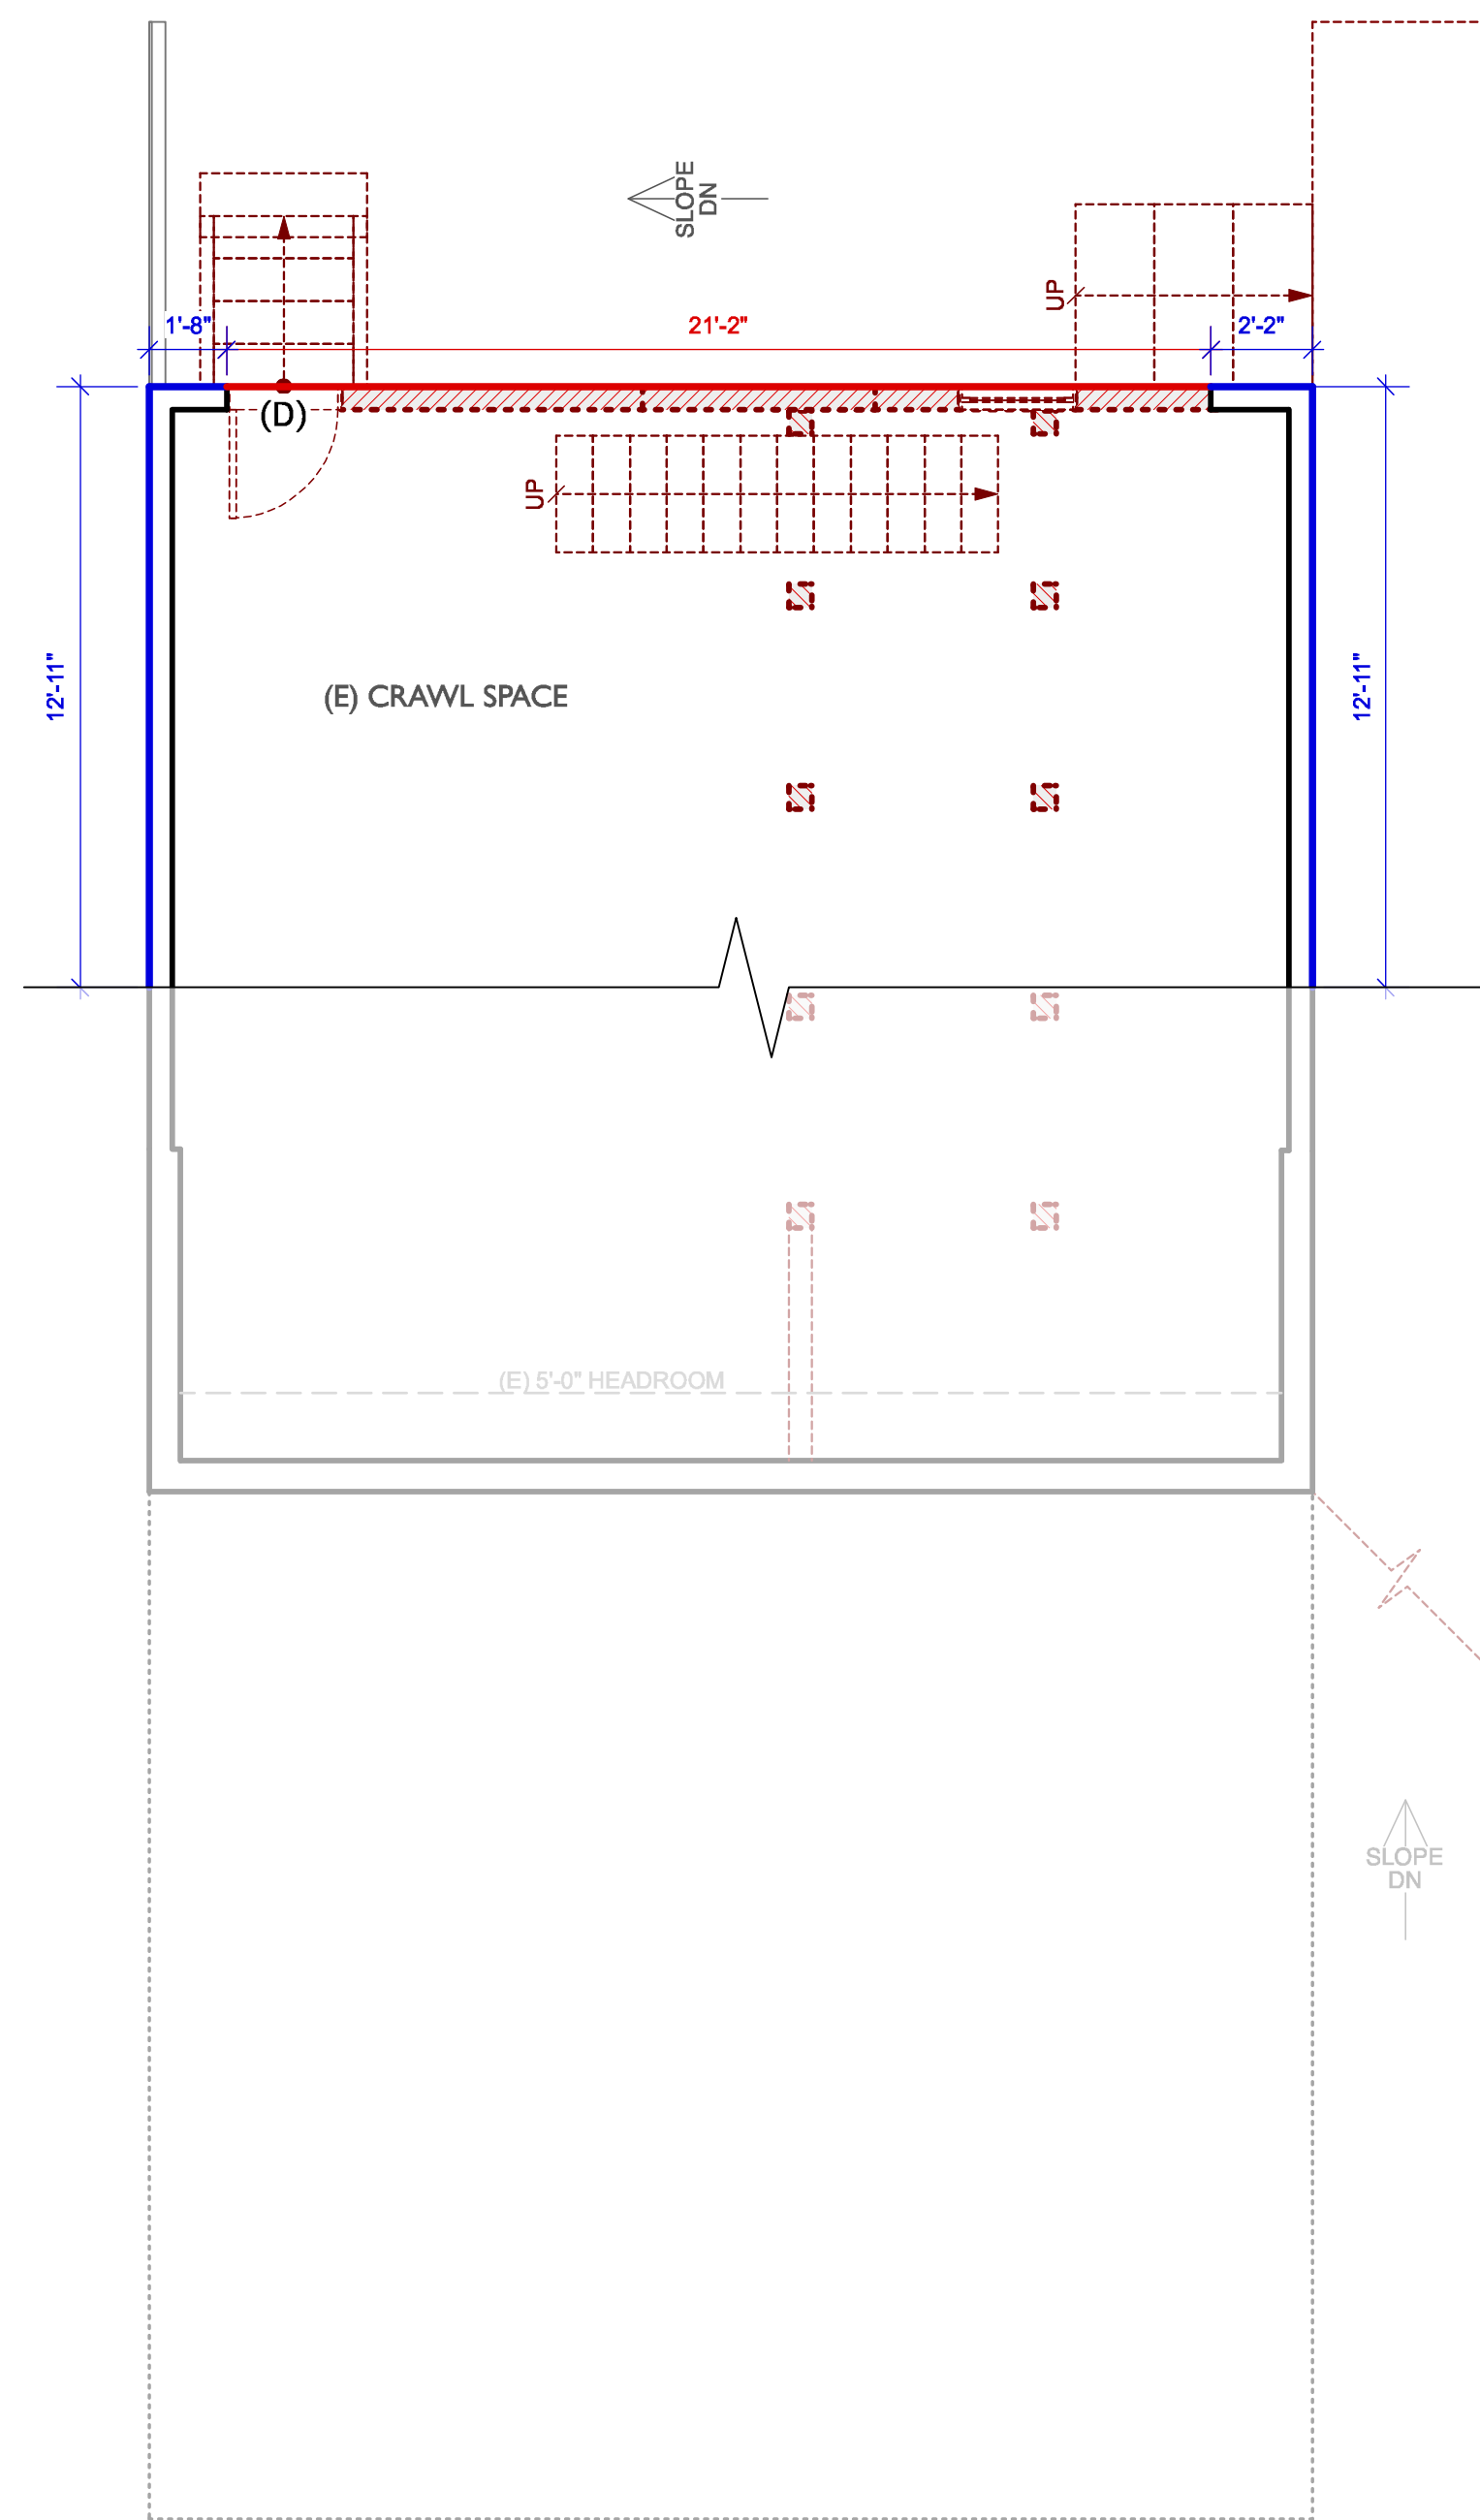 SLOPE
DN
UP
1'-8"
21'-2"
2'-2"
(D)
UP
12'-11"
(E) CRAWL SPACE
12'-11"
(E) 5'-0" HEADROOM
SLOPE
DN